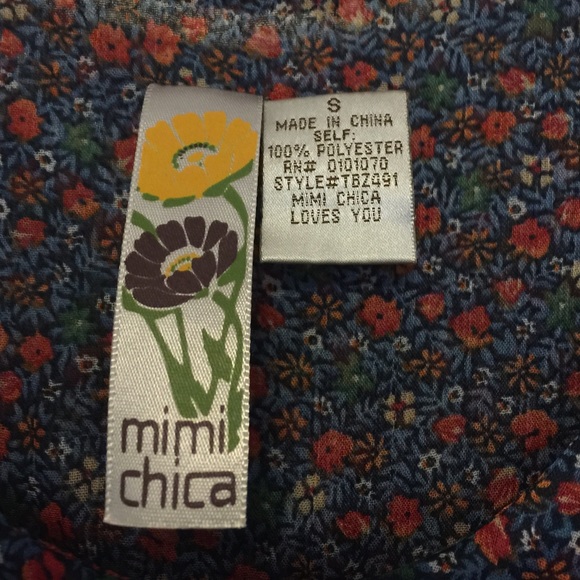 mimi
chica
S
MADE IN CHINA
SELF:
100% POLYESTER
RN# 0101070
STYLE#TBZ491
MIMI CHICA
LOVES YOU